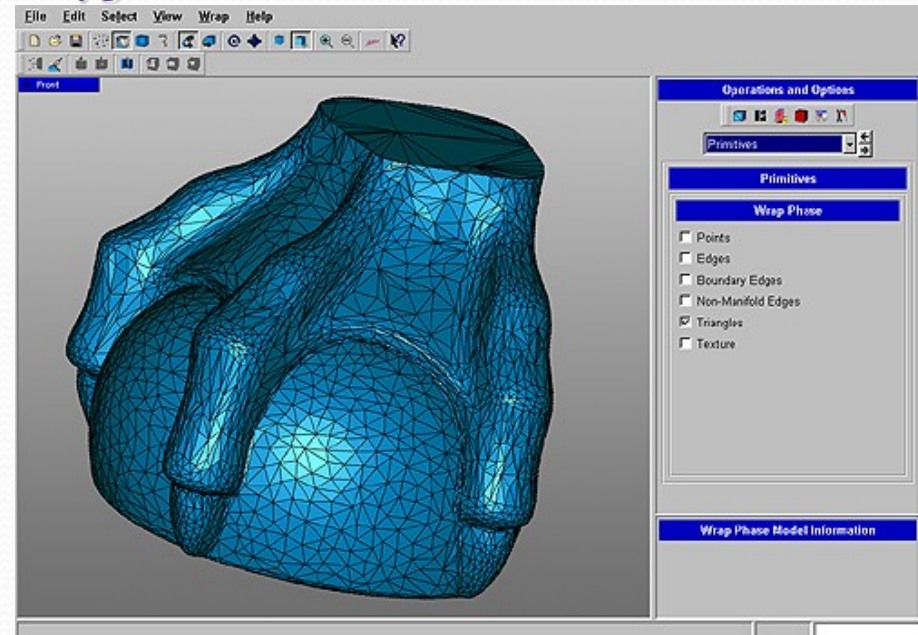 File Edit Select View Wrap Help
Front
Operations and Options
Primitives
Primitives
Wrap Phase
Points
Edges
Boundary Edges
Non-Manifold Edges
Triangles
Texture
Wrap Phase Model Information